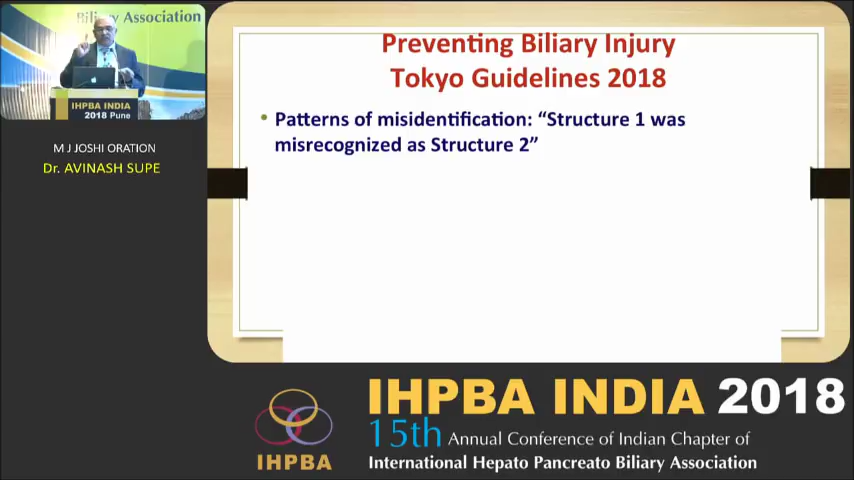 Biliary Association
IHPBA INDIA
2018 Pune
M J JOSHI ORATION
Dr. AVINASH SUPE
Preventing Biliary Injury
Tokyo Guidelines 2018
• Patterns of misidentification: “Structure 1 was
misrecognized as Structure 2”
IHPBA
IHPBA INDIA 2018
15th Annual Conference of Indian Chapter of
International Hepato Pancreato Biliary Association